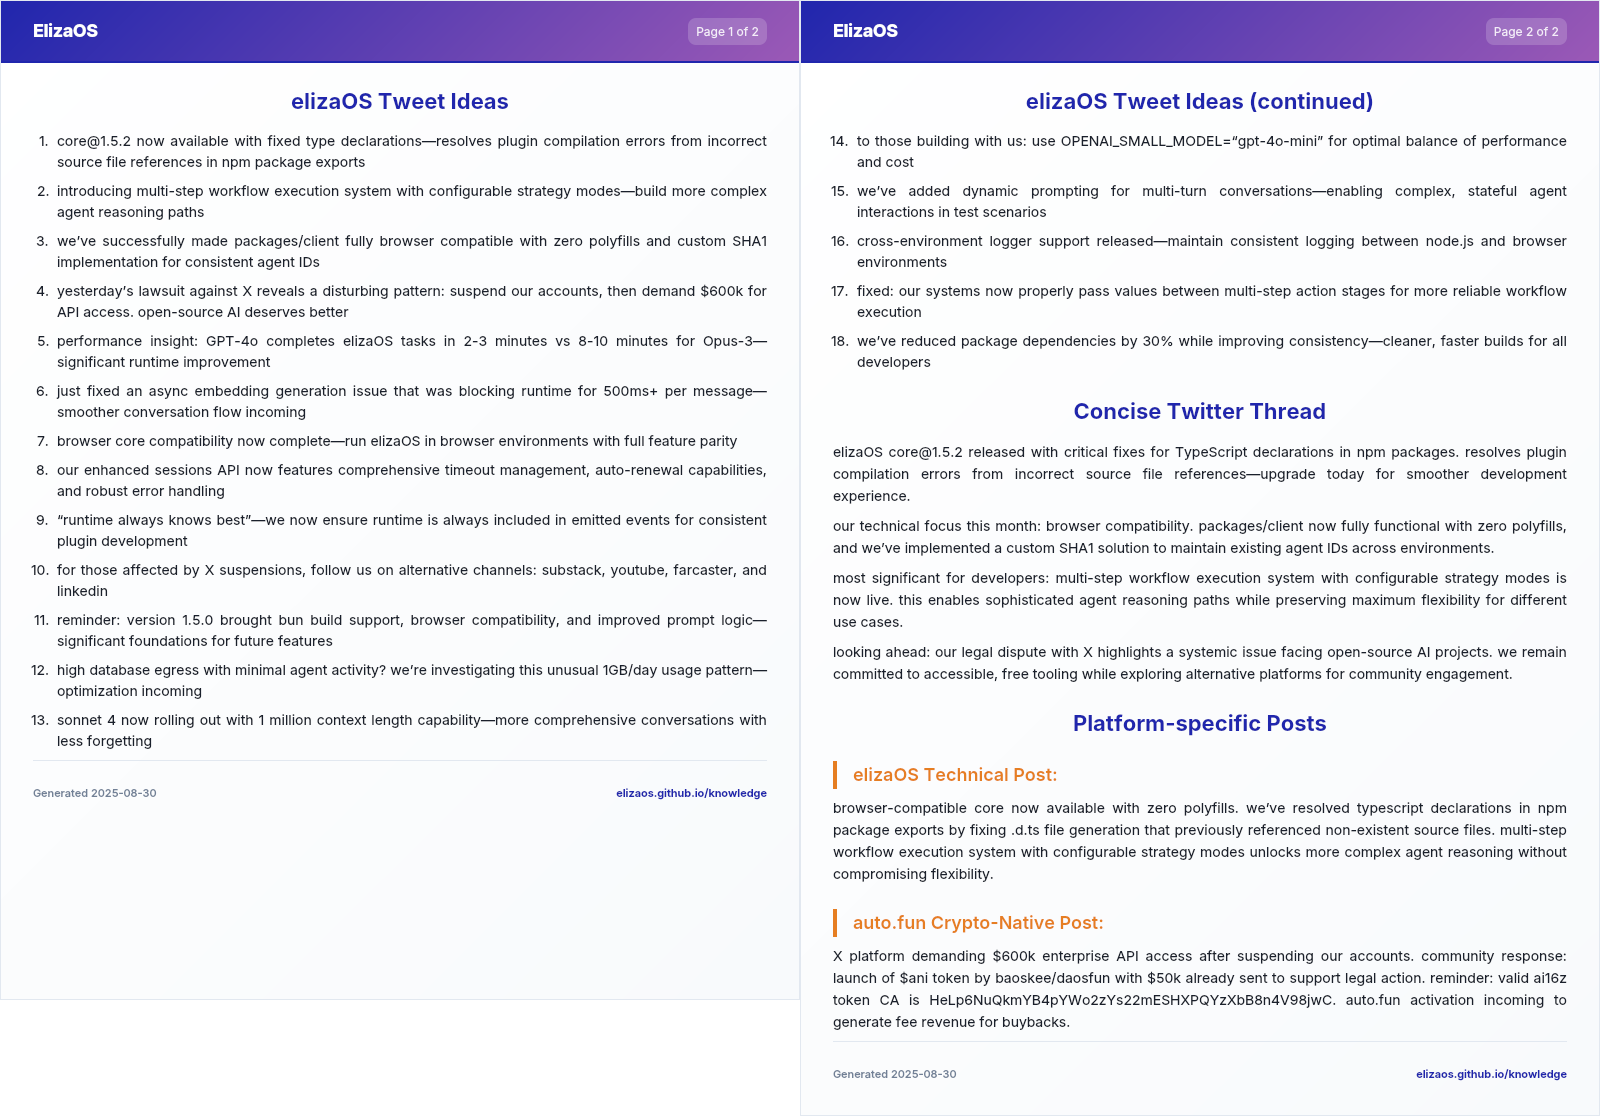 ElizaOS
Page 1 of 2
elizaOS Tweet Ideas
1. core@1.5.2 now available with fixed type declarations—resolves plugin compilation errors from incorrect
source file references in npm package exports
2. introducing multi-step workflow execution system with configurable strategy modes—build more complex
agent reasoning paths
3. we’ve successfully made packages/client fully browser compatible with zero polyfills and custom SHA1
implementation for consistent agent IDs
4. yesterday’s lawsuit against X reveals a disturbing pattern: suspend our accounts, then demand $600k for
API access. open-source AI deserves better
5. performance insight: GPT-4o completes elizaOS tasks in 2-3 minutes vs 8-10 minutes for Opus-3—
significant runtime improvement
6. just fixed an async embedding generation issue that was blocking runtime for 500ms+ per message—
smoother conversation flow incoming
7. browser core compatibility now complete—run elizaOS in browser environments with full feature parity
8. our enhanced sessions API now features comprehensive timeout management, auto-renewal capabilities,
and robust error handling
9. “runtime always knows best”—we now ensure runtime is always included in emitted events for consistent
plugin development
10. for those affected by X suspensions, follow us on alternative channels: substack, youtube, farcaster, and
linkedin
11. reminder: version 1.5.0 brought bun build support, browser compatibility, and improved prompt logic—
significant foundations for future features
12. high database egress with minimal agent activity? we’re investigating this unusual 1GB/day usage pattern—
optimization incoming
13. sonnet 4 now rolling out with 1 million context length capability—more comprehensive conversations with
less forgetting
Generated 2025-08-30
elizaos.github.io/knowledge
ElizaOS
Page 2 of 2
elizaOS Tweet Ideas (continued)
14. to those building with us: use OPENAI_SMALL_MODEL=“gpt-4o-mini” for optimal balance of performance
and cost
15. we’ve added dynamic prompting for multi-turn conversations—enabling complex, stateful agent
interactions in test scenarios
16. cross-environment logger support released—maintain consistent logging between node.js and browser
environments
17. fixed: our systems now properly pass values between multi-step action stages for more reliable workflow
execution
18. we’ve reduced package dependencies by 30% while improving consistency—cleaner, faster builds for all
developers
Concise Twitter Thread
elizaOS core@1.5.2 released with critical fixes for TypeScript declarations in npm packages. resolves plugin
compilation errors from incorrect source file references—upgrade today for smoother development
experience.
our technical focus this month: browser compatibility. packages/client now fully functional with zero polyfills,
and we’ve implemented a custom SHA1 solution to maintain existing agent IDs across environments.
most significant for developers: multi-step workflow execution system with configurable strategy modes is
now live. this enables sophisticated agent reasoning paths while preserving maximum flexibility for different
use cases.
looking ahead: our legal dispute with X highlights a systemic issue facing open-source AI projects. we remain
committed to accessible, free tooling while exploring alternative platforms for community engagement.
Platform-specific Posts
elizaOS Technical Post:
browser-compatible core now available with zero polyfills. we’ve resolved typescript declarations in npm
package exports by fixing .d.ts file generation that previously referenced non-existent source files. multi-step
workflow execution system with configurable strategy modes unlocks more complex agent reasoning without
compromising flexibility.
auto.fun Crypto-Native Post:
X platform demanding $600k enterprise API access after suspending our accounts. community response:
launch of $ani token by baoskee/daosfun with $50k already sent to support legal action. reminder: valid ai16z
token CA is HeLp6NuQkmYB4pYWo2zYs22mESHXPQYzXbB8n4V98jwC. auto.fun activation incoming to
generate fee revenue for buybacks.
Generated 2025-08-30
elizaos.github.io/knowledge